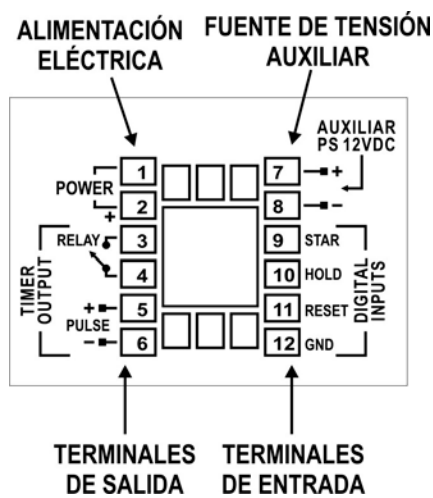 ALIMENTACIÓN
ELÉCTRICA
FUENTE DE TENSIÓN
AUXILIAR
AUXILIAR
PS 12VDC
POWER
+
1
2
7 +
8 -
TIMER
OUTPUT
RELAY
3
4
+ 5
PULSE
- 6
9 STAR
10 HOLD
11 RESET
12 GND
DIGITAL
INPUTS
TERMINALES
DE SALIDA
TERMINALES
DE ENTRADA